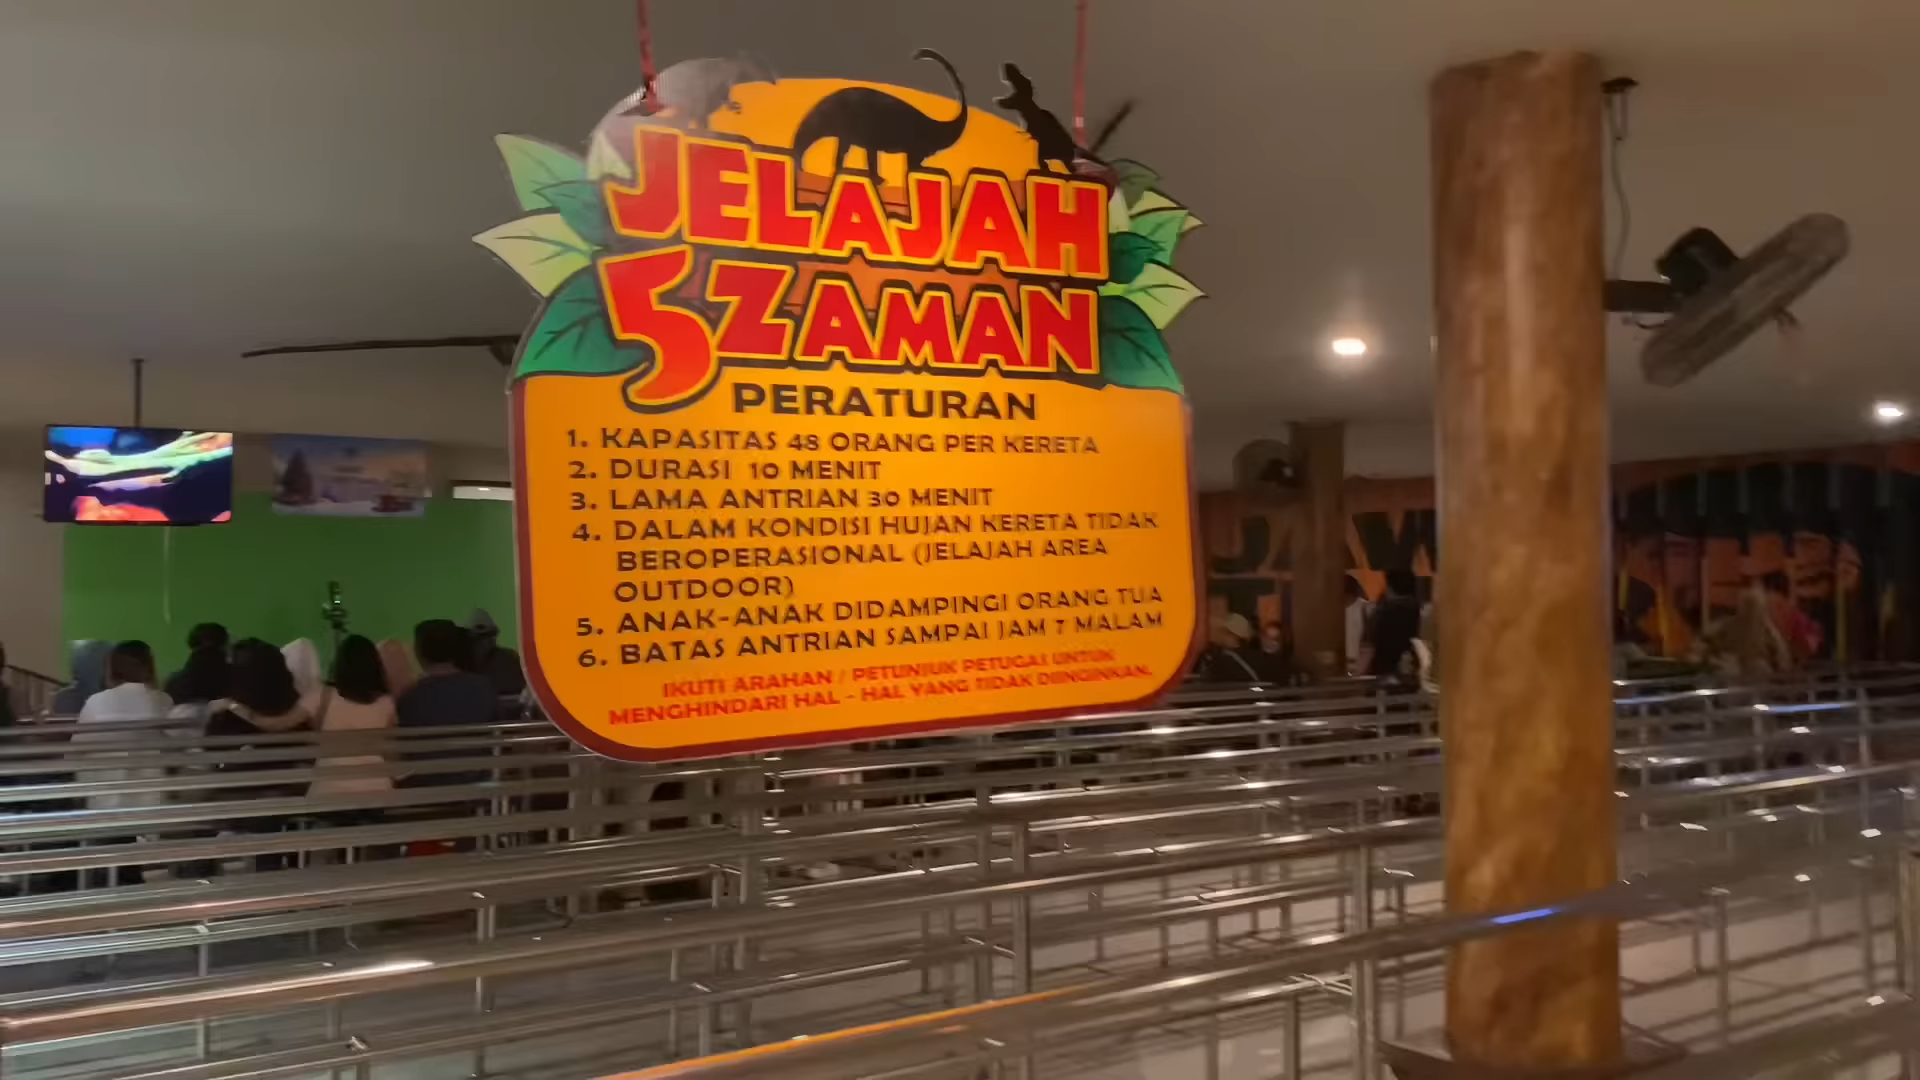 JELAJAH
5 ZAMAN
PERATURAN
1. KAPASITAS 48 ORANG PER KERETA
2. DURASI 10 MENIT
3. LAMA ANTRIAN 30 MENIT
4. DALAM KONDISI HUJAN KERETA TIDAK
BEROPERASIONAL (JELAJAH AREA
OUTDOOR)
5. ANAK-ANAK DIDAMPINGI ORANG TUA
6. BATAS ANTRIAN SAMPAI JAM 7 MALAM
IKUTI ARAHAN / PETUNJUK PETUGAS UNTUK
MENGHINDARI HAL - HAL YANG TIDAK DIINGINKAN.